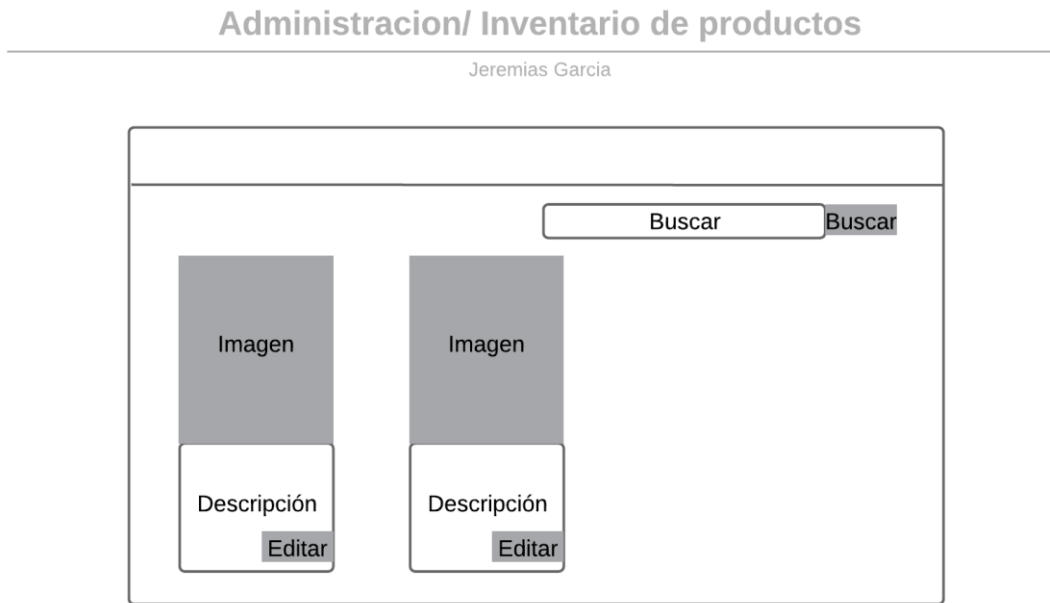 Administracion/ Inventario de productos
Jeremias Garcia
Buscar Buscar
Imagen Imagen
Descripción Descripción
Editar Editar